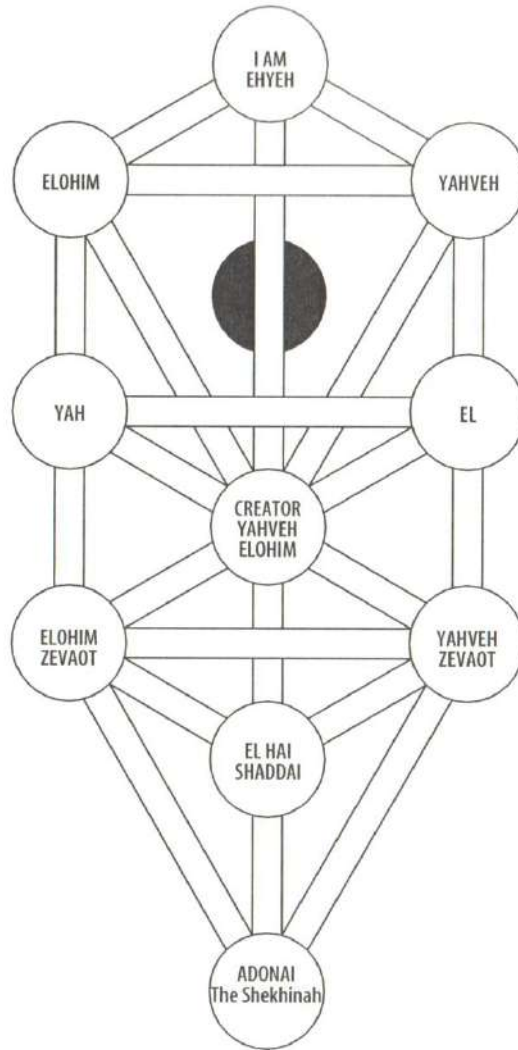 I AM
EHYEH
ELOHIM
YAHVEH
YAH
EL
CREATOR
YAHVEH
ELOHIM
ELOHIM
ZEVAOT
YAHVEH
ZEVAOT
EL HAI
SHADDAI
ADONAI
The Shekhinah